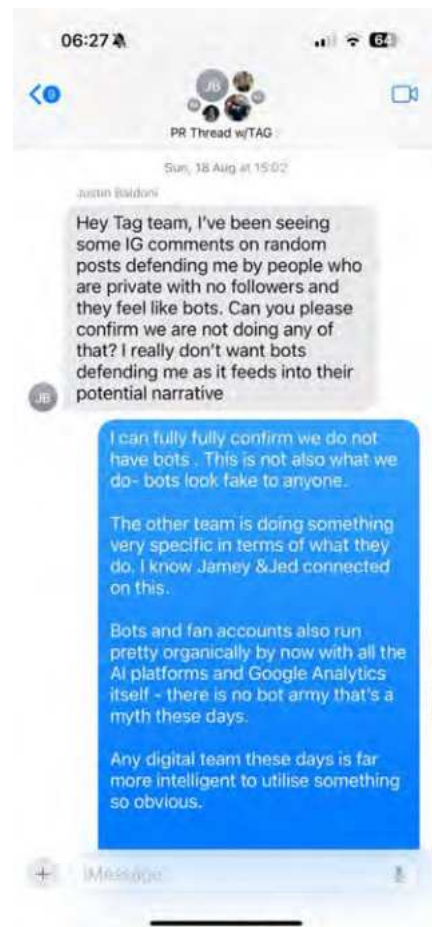 06:27
64
9
JB
PR Thread w/TAG
Sun, 18 Aug at 15:02
Justin Baldoni
Hey Tag team, I've been seeing
some IG comments on random
posts defending me by people who
are private with no followers and
they feel like bots. Can you please
confirm we are not doing any of
that? I really don't want bots
defending me as it feeds into their
potential narrative
JB
I can fully fully confirm we do not
have bots . This is not also what we
do- bots look fake to anyone.
The other team is doing something
very specific in terms of what they
do. I know Jamey &Jed connected
on this.
Bots and fan accounts also run
pretty organically by now with all the
AI platforms and Google Analytics
itself - there is no bot army that's a
myth these days.
Any digital team these days is far
more intelligent to utilise something
so obvious.
iMessage